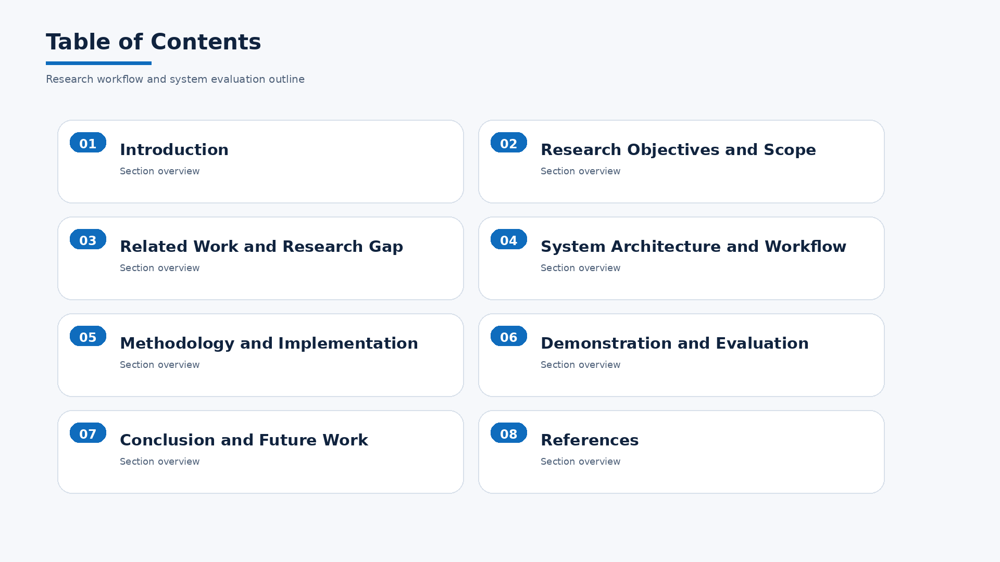 Table of Contents
Research workflow and system evaluation outline
01
Introduction
Section overview
02
Research Objectives and Scope
Section overview
03
Related Work and Research Gap
Section overview
04
System Architecture and Workflow
Section overview
05
Methodology and Implementation
Section overview
06
Demonstration and Evaluation
Section overview
07
Conclusion and Future Work
Section overview
08
References
Section overview